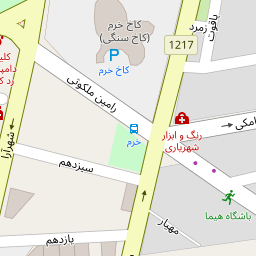 کاخ خرم
(کاخ سنگی)
کاخ خرم
زمرد
یاقوت
1217
رامین ملکوتی
رنگ و ابزار
شهریاری
خرم
شهرآرا
سیزدهم
باشگاه هیما
مهیار
یازدهم